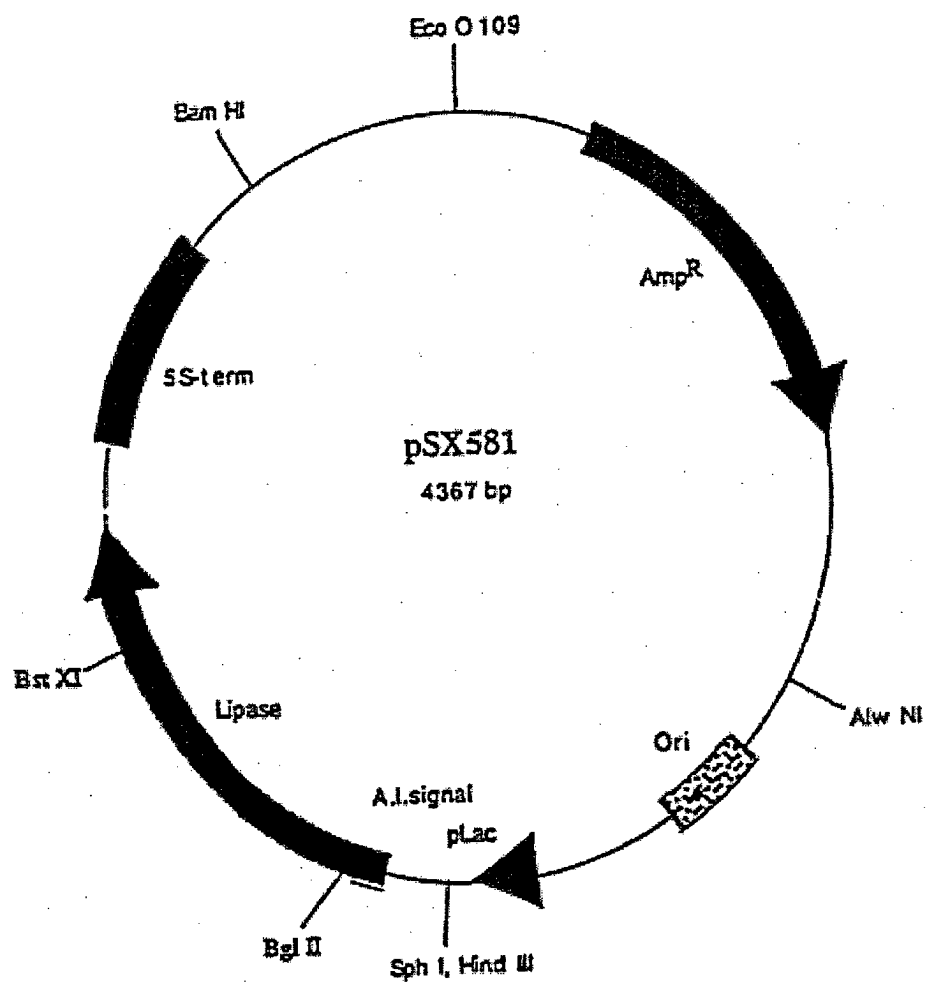 Eco O 109
Bam HI
Amp^R
5S-term
pSX581
4367 bp
Bst XI
Lipase
Alw NI
Ori
A.l.signal
pLac
Bgl II
Sph I, Hind III